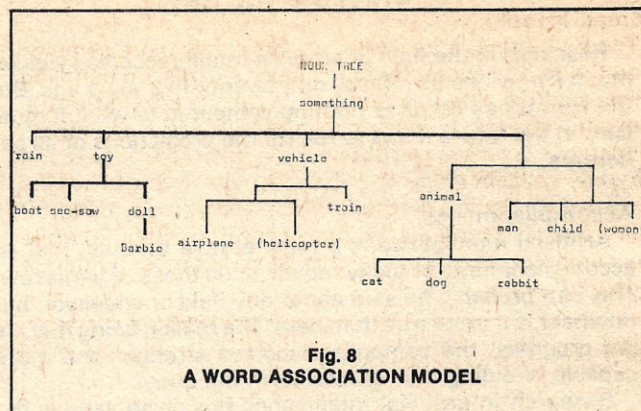 NOUN TREE
something
rain toy vehicle
animal
boat see-saw doll train
man child (woman
Barbie airplane (helicopter)
cat dog rabbit
Fig. 8
A WORD ASSOCIATION MODEL